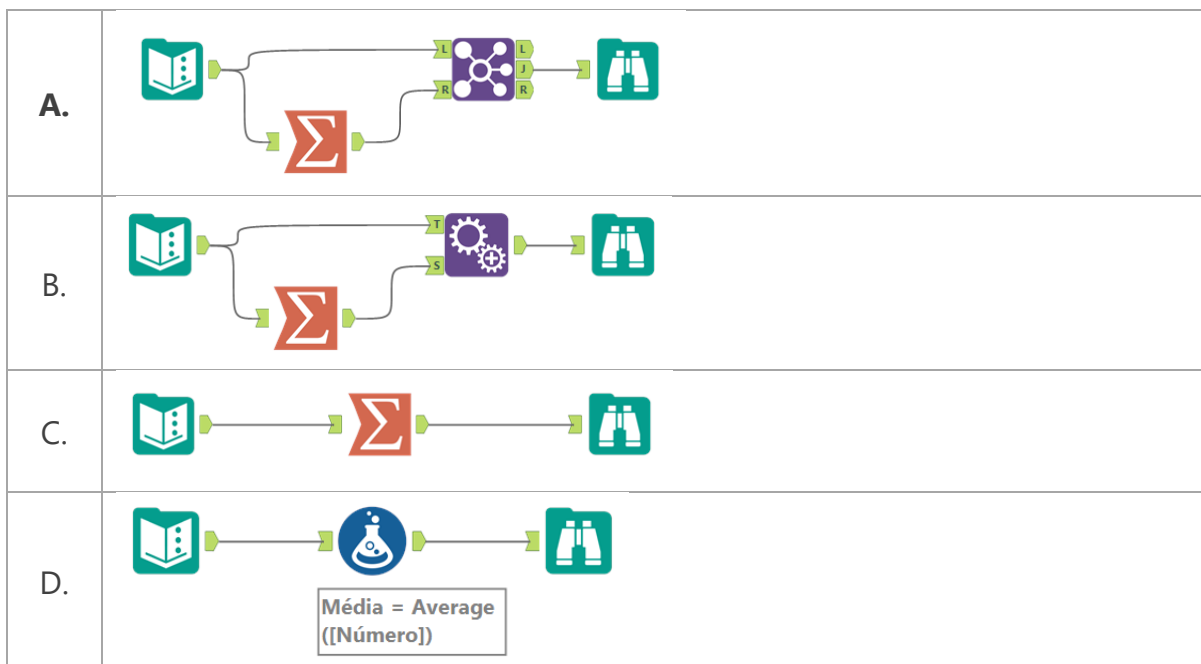 A.
L
L
J
R
R
B.
T
S
C.
D.
Média = Average
([Número])